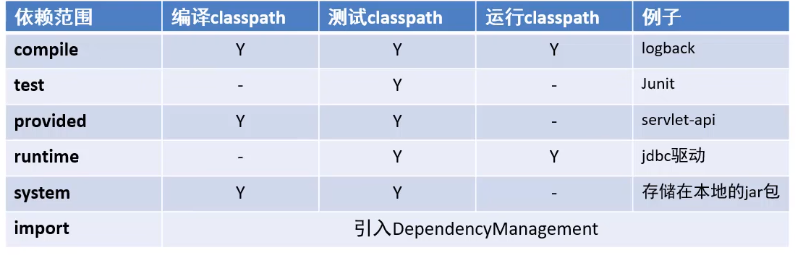 依赖范围 编译classpath 测试classpath 运行classpath 例子
compile Y Y Y logback
test - Y - Junit
provided Y Y - servlet-api
runtime - Y Y jdbc驱动
system Y Y - 存储在本地的jar包
import 引入DependencyManagement